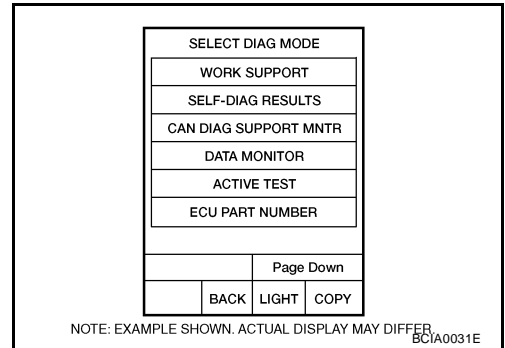 SELECT DIAG MODE
WORK SUPPORT
SELF-DIAG RESULTS
CAN DIAG SUPPORT MNTR
DATA MONITOR
ACTIVE TEST
ECU PART NUMBER
Page Down
BACK LIGHT COPY
NOTE: EXAMPLE SHOWN. ACTUAL DISPLAY MAY DIFFER.
BCIA0031E